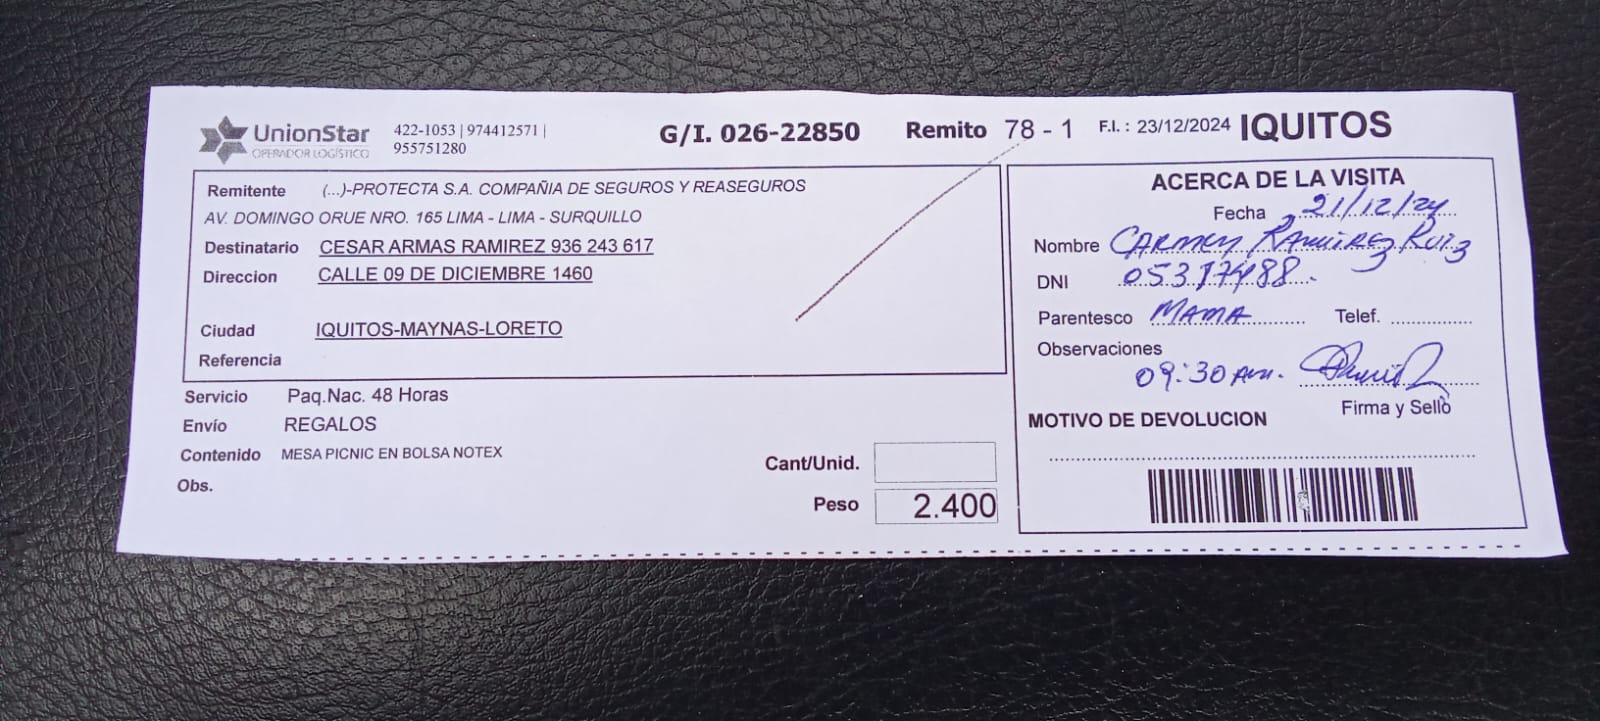 UnionStar
OPERADOR LOGÍSTICO
422-1053 | 974412571 |
955751280
G/I. 026-22850
Remito 78 - 1
F.I. : 23/12/2024
IQUITOS
Remitente (...)-PROTECTA S.A. COMPAÑIA DE SEGUROS Y REASEGUROS
AV. DOMINGO ORUE NRO. 165 LIMA - LIMA - SURQUILLO
Destinatario CESAR ARMAS RAMIREZ 936 243 617
Direccion CALLE 09 DE DICIEMBRE 1460
Ciudad IQUITOS-MAYNAS-LORETO
Referencia
Servicio Paq.Nac. 48 Horas
Envío REGALOS
Contenido MESA PICNIC EN BOLSA NOTEX
Obs.
Cant/Unid.
Peso 2.400
ACERCA DE LA VISITA
Fecha 21/12/24
Nombre CARMEN RAMIREZ RUIZ
DNI 05317488
Parentesco MAMA Telef.
Observaciones
09:30 AM.
Firma y Sello
MOTIVO DE DEVOLUCION